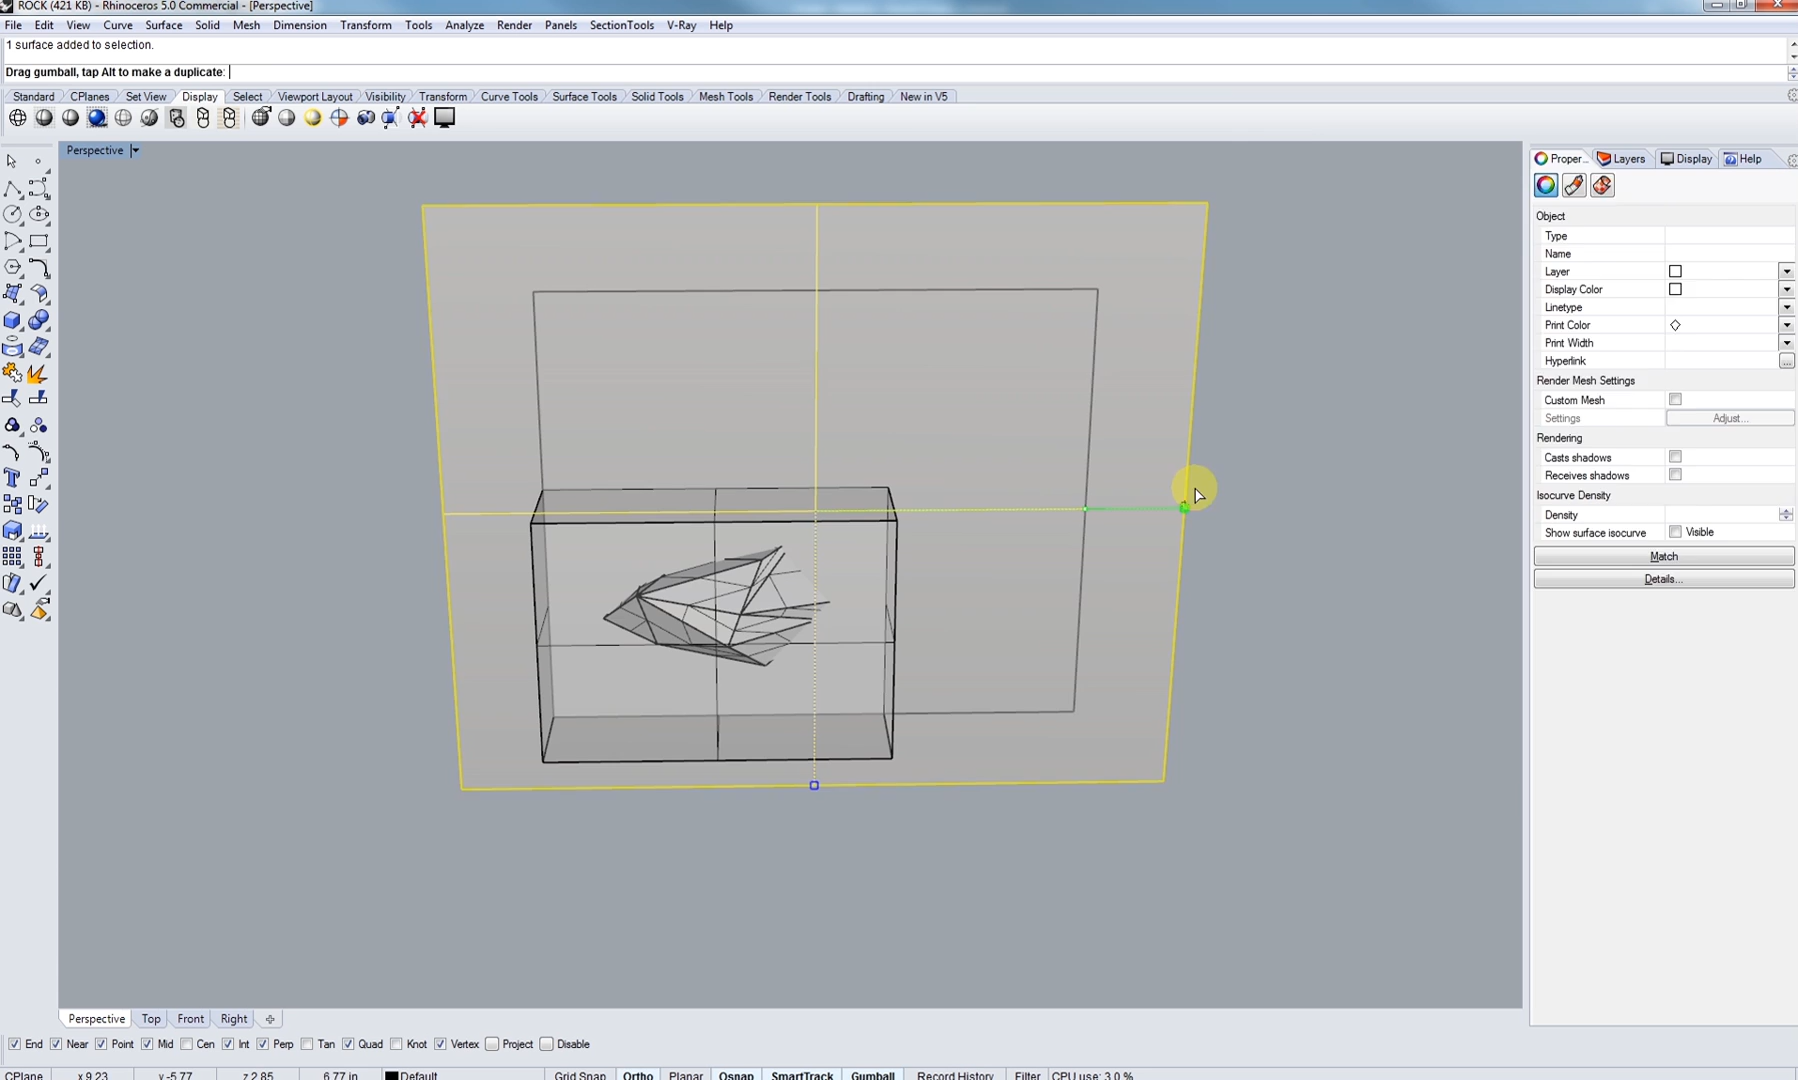 ROCK (421 KB) - Rhinoceros 5.0 Commercial - [Perspective]
File Edit View Curve Surface Solid Mesh Dimension Transform Tools Analyze Render Panels SectionTools V-Ray Help
1 surface added to selection.
Drag gumball, tap Alt to make a duplicate:
Standard CPlanes Set View Display Select Viewport Layout Visibility Transform Curve Tools Surface Tools Solid Tools Mesh Tools Render Tools Drafting New in V5
Perspective
Proper... Layers Display Help
Object
Type
Name
Layer
Display Color
Linetype
Print Color
Print Width
Hyperlink ...
Render Mesh Settings
Custom Mesh
Settings Adjust...
Rendering
Casts shadows
Receives shadows
Isocurve Density
Density
Show surface isocurve Visible
Match
Details...
Perspective Top Front Right
End Near Point Mid Cen Int Perp Tan Quad Knot Vertex Project Disable
CPlane x 9.23 y -5.77 z 2.85 6.77 in Default Grid Snap Ortho Planar Osnap SmartTrack Gumball Record History Filter CPU use: 3.0 %